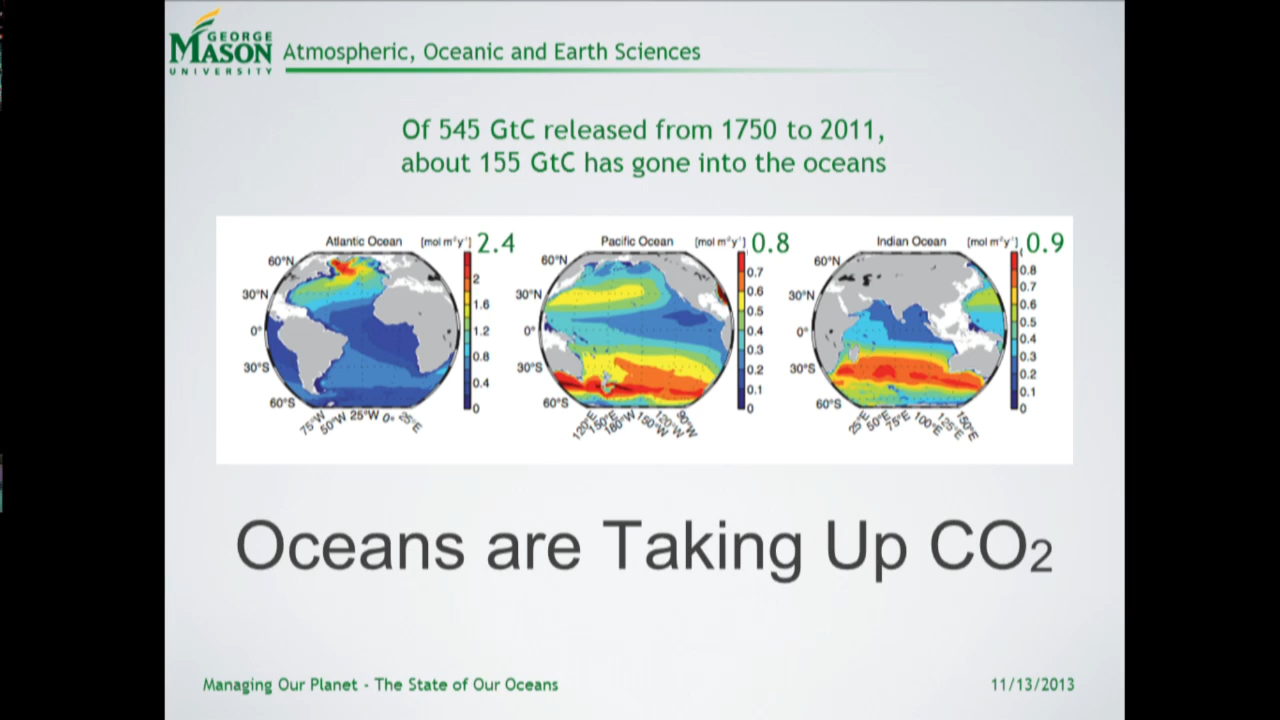 GEORGE
MASON
UNIVERSITY
Atmospheric, Oceanic and Earth Sciences
Of 545 GtC released from 1750 to 2011,
about 155 GtC has gone into the oceans
Atlantic Ocean [mol m⁻²y⁻¹] 2.4
60°N
30°N
0°
30°S
60°S
75°W 50°W 25°W 0° 25°E
2
1.6
1.2
0.8
0.4
0
Pacific Ocean [mol m⁻²y⁻¹] 0.8
60°N
30°N
0°
30°S
60°S
120°E 150°E 180°W 150°W 120°W 90°W
0.7
0.6
0.5
0.4
0.3
0.2
0.1
0
Indian Ocean [mol m⁻²y⁻¹] 0.9
60°N
30°N
0°
30°S
60°S
25°E 50°E 75°E 100°E 125°E 150°E
0.8
0.7
0.6
0.5
0.4
0.3
0.2
0.1
0
Oceans are Taking Up CO₂
Managing Our Planet - The State of Our Oceans
11/13/2013